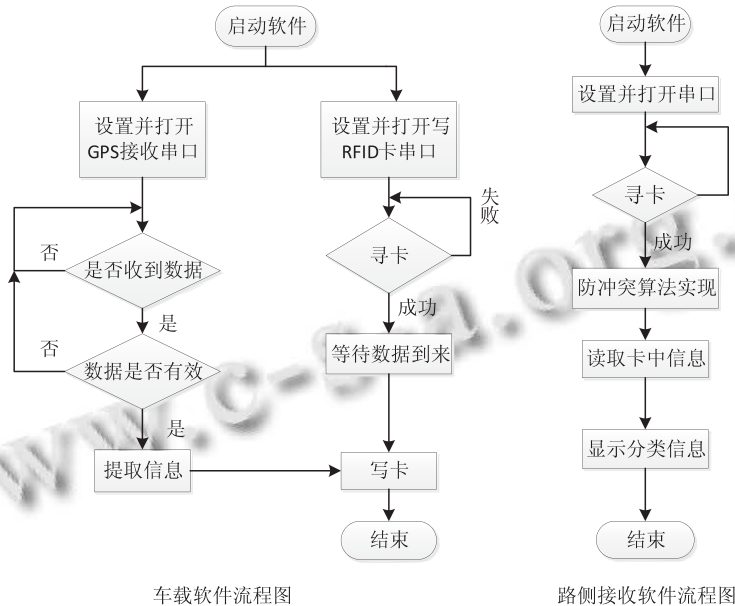 启动软件
设置并打开
GPS接收串口
设置并打开写
RFID卡串口
否
是否收到数据
是
否
数据是否有效
是
提取信息
失
败
寻卡
成功
等待数据到来
写卡
结束
车载软件流程图
启动软件
设置并打开串口
寻卡
成功
防冲突算法实现
读取卡中信息
显示分类信息
结束
路侧接收软件流程图
www.c-s-a.org.